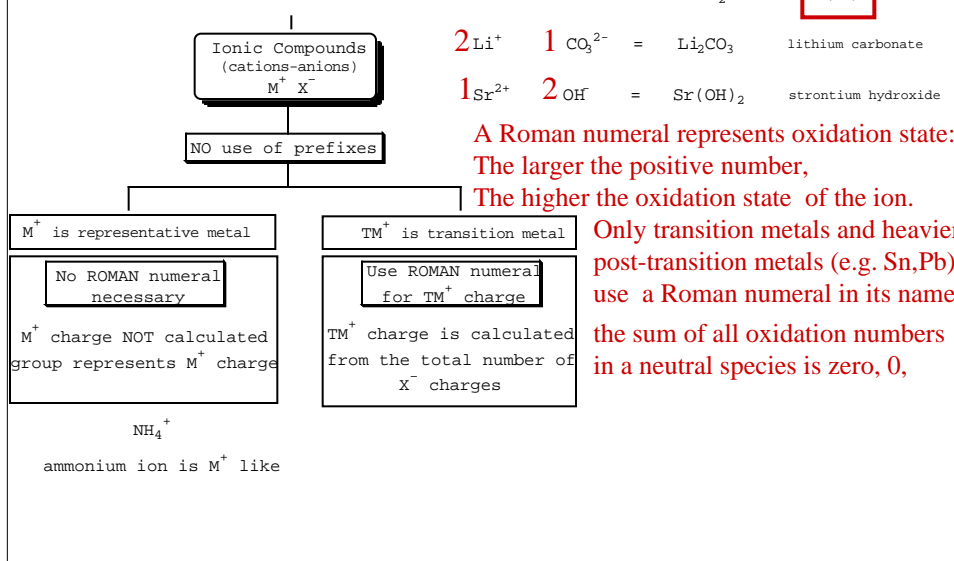 2
Ionic Compounds
(cations-anions)
M⁺ X⁻
2 Li⁺ 1 CO₃²⁻ = Li₂CO₃ lithium carbonate
1 Sr²⁺ 2 OH⁻ = Sr(OH)₂ strontium hydroxide
NO use of prefixes
A Roman numeral represents oxidation state:
The larger the positive number,
The higher the oxidation state of the ion.
M⁺ is representative metal
No ROMAN numeral
necessary
M⁺ charge NOT calculated
group represents M⁺ charge
TM⁺ is transition metal
Use ROMAN numeral
for TM⁺ charge
TM⁺ charge is calculated
from the total number of
X⁻ charges
Only transition metals and heavier
post-transition metals (e.g. Sn,Pb)
use a Roman numeral in its name
the sum of all oxidation numbers
in a neutral species is zero, 0,
NH₄⁺
ammonium ion is M⁺ like